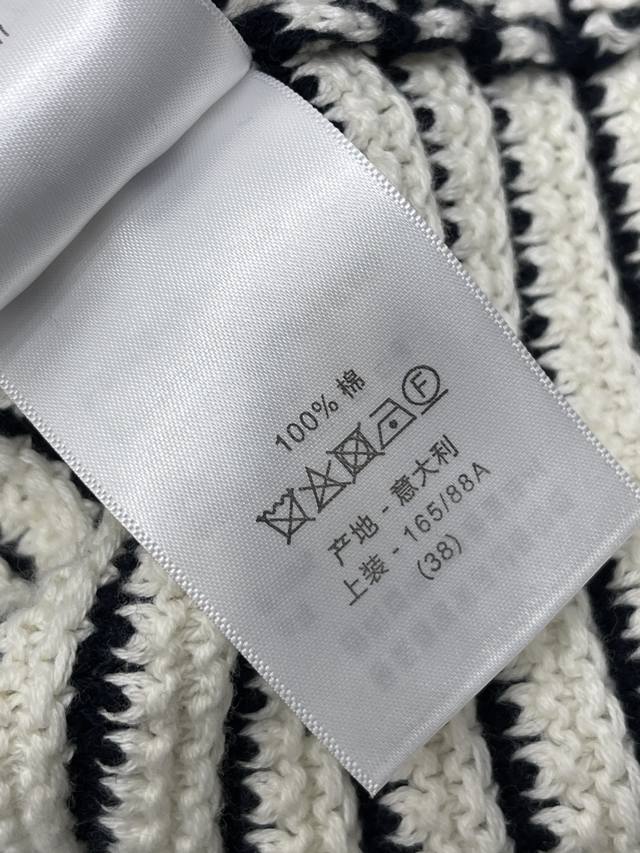 100% 棉
F
产地 - 意大利
上装 - 165/88A
(38)